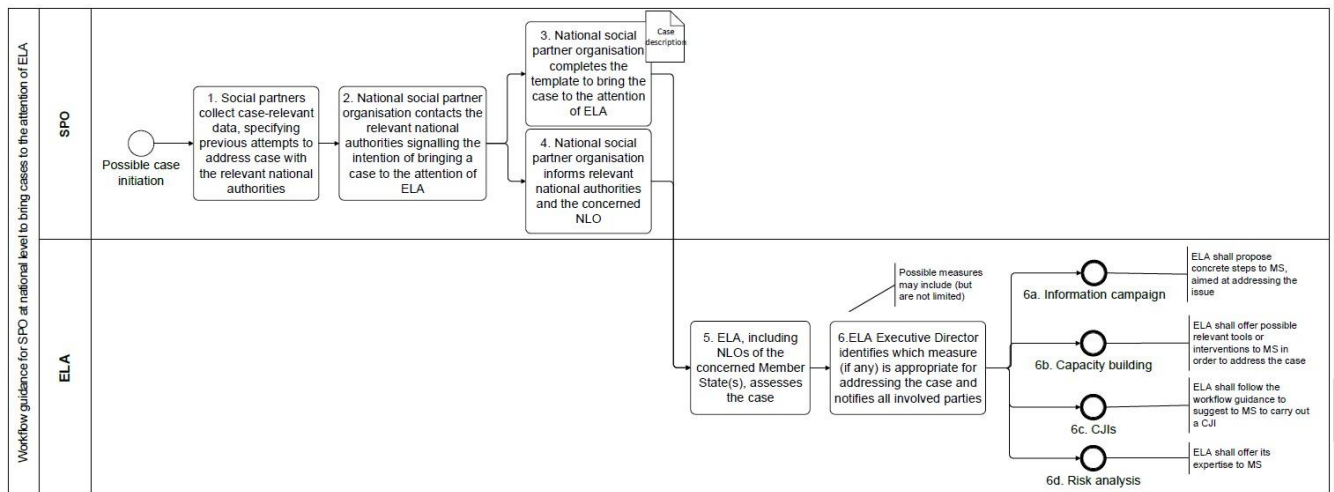 Workflow guidance for SPO at national level to bring cases to the attention of ELA
SPO
Possible case
initiation
1. Social partners
collect case-relevant
data, specifying
previous attempts to
address case with
the relevant national
authorities
2. National social partner
organisation contacts the
relevant national
authorities signalling the
intention of bringing a
case to the attention of
ELA
3. National social
partner organisation
completes the
template to bring the
case to the attention
of ELA
Case
description
4. National social
partner organisation
informs relevant
national authorities
and the concerned
NLO
ELA
5. ELA, including
NLOs of the
concerned Member
State(s), assesses
the case
Possible measures
may include (but
are not limited)
6.ELA Executive Director
identifies which measure
(if any) is appropriate for
addressing the case and
notifies all involved parties
6a. Information campaign
ELA shall propose
concrete steps to MS,
aimed at addressing the
issue
6b. Capacity building
ELA shall offer possible
relevant tools or
interventions to MS in
order to address the case
6c. CJIs
ELA shall follow the
workflow guidance to
suggest to MS to carry out
a CJI
6d. Risk analysis
ELA shall offer its
expertise to MS